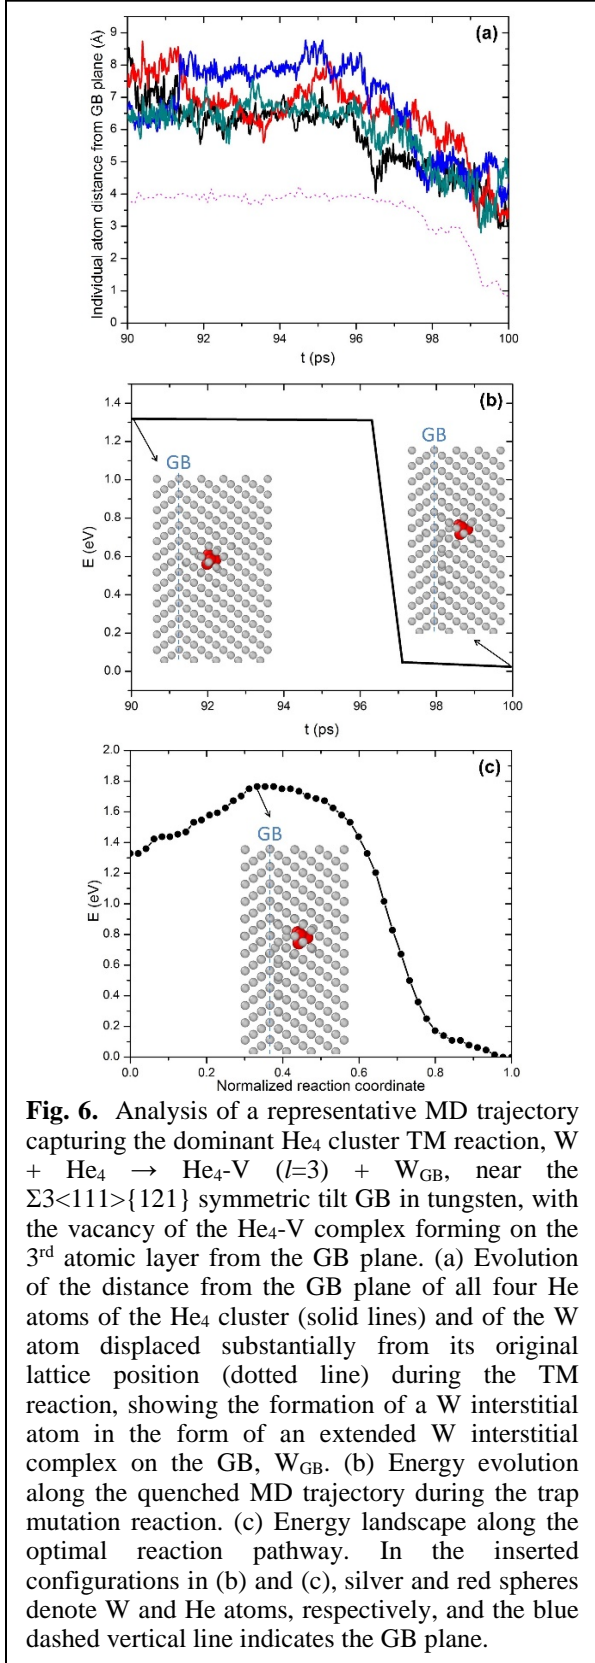 (a)
Individual atom distance from GB plane (Å)
9
8
7
6
5
4
3
2
1
0
90 92 94 96 98 100
t (ps)
(b)
E (eV)
1.4
1.2
1.0
0.8
0.6
0.4
0.2
0.0
GB
GB
90 92 94 96 98 100
t (ps)
(c)
E (eV)
2.0
1.8
1.6
1.4
1.2
1.0
0.8
0.6
0.4
0.2
0.0
GB
0.0 0.2 0.4 0.6 0.8 1.0
Normalized reaction coordinate
Fig. 6. Analysis of a representative MD trajectory
capturing the dominant He₄ cluster TM reaction, W
+ He₄ → He₄-V (l=3) + W_GB, near the
Σ3<111>{121} symmetric tilt GB in tungsten, with
the vacancy of the He₄-V complex forming on the
3rd atomic layer from the GB plane. (a) Evolution
of the distance from the GB plane of all four He
atoms of the He₄ cluster (solid lines) and of the W
atom displaced substantially from its original
lattice position (dotted line) during the TM
reaction, showing the formation of a W interstitial
atom in the form of an extended W interstitial
complex on the GB, W_GB. (b) Energy evolution
along the quenched MD trajectory during the trap
mutation reaction. (c) Energy landscape along the
optimal reaction pathway. In the inserted
configurations in (b) and (c), silver and red spheres
denote W and He atoms, respectively, and the blue
dashed vertical line indicates the GB plane.